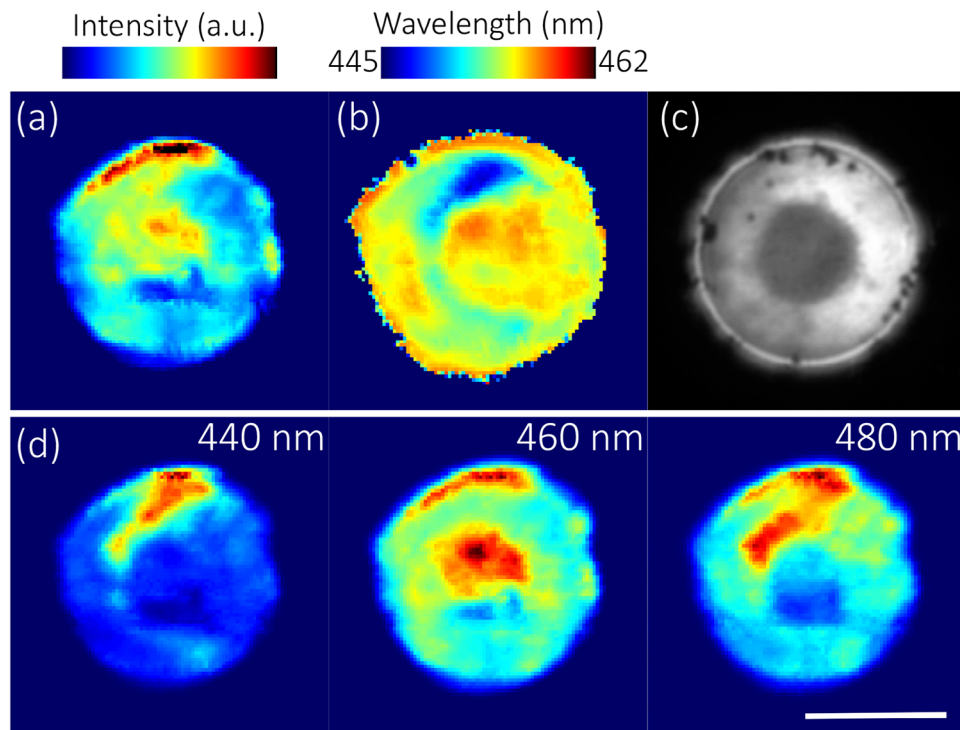 Intensity (a.u.)
Wavelength (nm)
445
462
(a)
(b)
(c)
(d)
440 nm
460 nm
480 nm